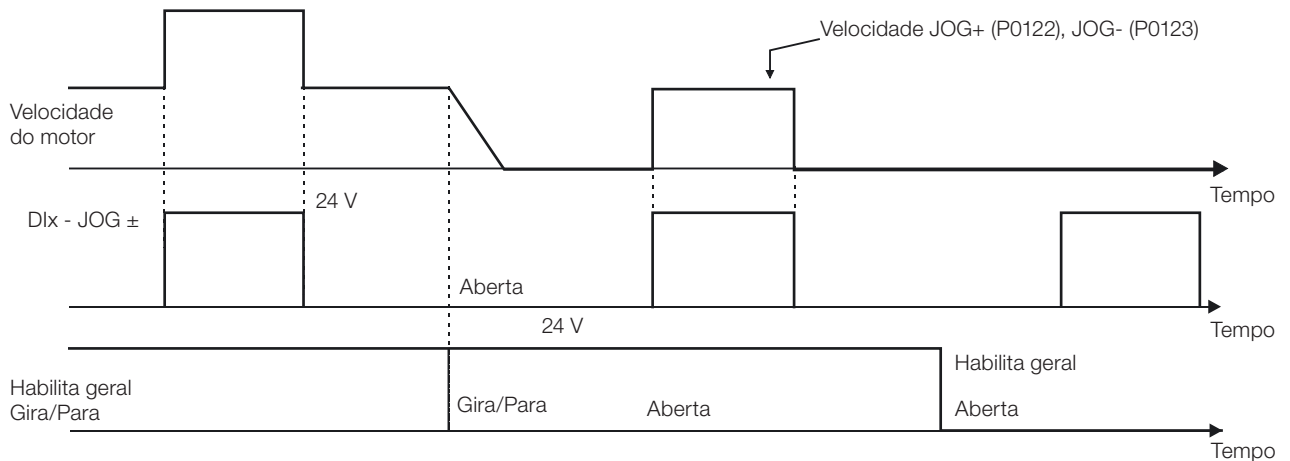 Velocidade JOG+ (P0122), JOG- (P0123)
Velocidade
do motor
Tempo
24 V
DIx - JOG ±
Aberta
Tempo
24 V
Habilita geral
Gira/Para
Gira/Para
Aberta
Habilita geral
Aberta
Tempo